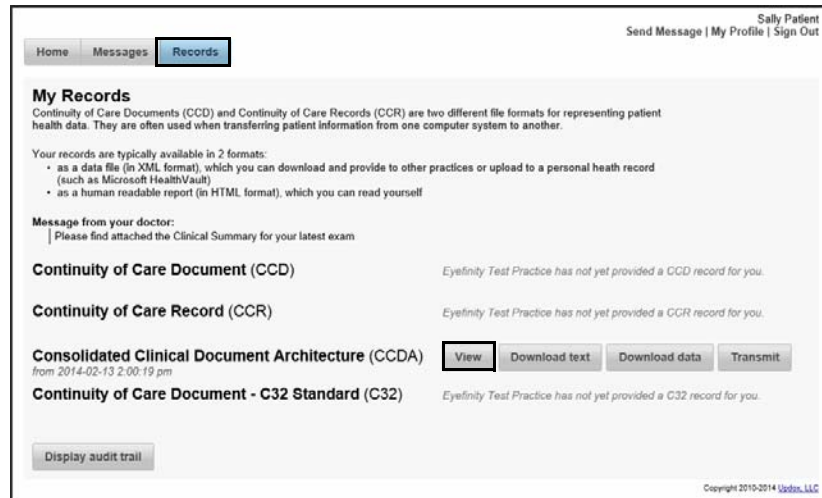 Sally Patient
Send Message | My Profile | Sign Out
Home Messages Records
My Records
Continuity of Care Documents (CCD) and Continuity of Care Records (CCR) are two different file formats for representing patient
health data. They are often used when transferring patient information from one computer system to another.
Your records are typically available in 2 formats:
• as a data file (in XML format), which you can download and provide to other practices or upload to a personal heath record
(such as Microsoft HealthVault)
• as a human readable report (in HTML format), which you can read yourself
Message from your doctor:
Please find attached the Clinical Summary for your latest exam
Continuity of Care Document (CCD) Eyefinity Test Practice has not yet provided a CCD record for you.
Continuity of Care Record (CCR) Eyefinity Test Practice has not yet provided a CCR record for you.
Consolidated Clinical Document Architecture (CCDA) View Download text Download data Transmit
from 2014-02-13 2:00:19 pm
Continuity of Care Document - C32 Standard (C32) Eyefinity Test Practice has not yet provided a C32 record for you.
Display audit trail
Copyright 2010-2014 Updox, LLC